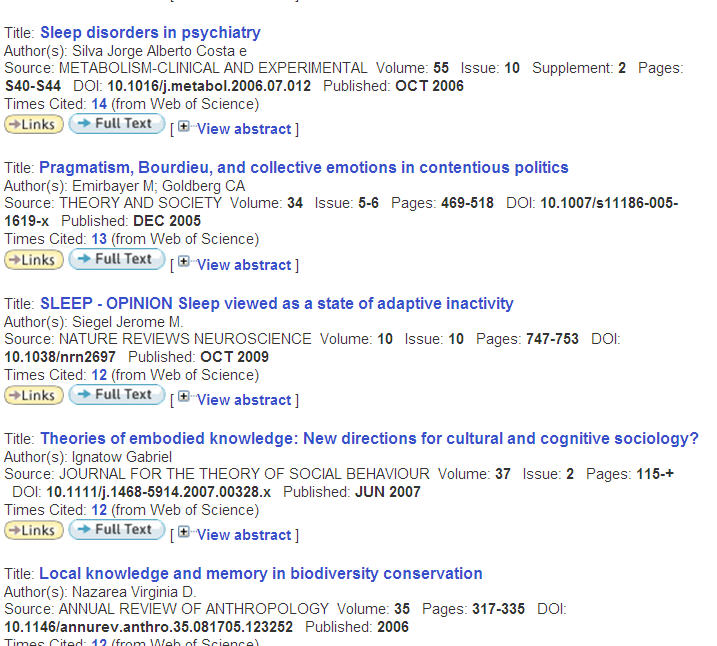 Title: Sleep disorders in psychiatry
Author(s): Silva Jorge Alberto Costa e
Source: METABOLISM-CLINICAL AND EXPERIMENTAL Volume: 55 Issue: 10 Supplement: 2 Pages:
S40-S44 DOI: 10.1016/j.metabol.2006.07.012 Published: OCT 2006
Times Cited: 14 (from Web of Science)
Links Full Text [ View abstract ]
Title: Pragmatism, Bourdieu, and collective emotions in contentious politics
Author(s): Emirbayer M; Goldberg CA
Source: THEORY AND SOCIETY Volume: 34 Issue: 5-6 Pages: 469-518 DOI: 10.1007/s11186-005-
1619-x Published: DEC 2005
Times Cited: 13 (from Web of Science)
Links Full Text [ View abstract ]
Title: SLEEP - OPINION Sleep viewed as a state of adaptive inactivity
Author(s): Siegel Jerome M.
Source: NATURE REVIEWS NEUROSCIENCE Volume: 10 Issue: 10 Pages: 747-753 DOI:
10.1038/nrn2697 Published: OCT 2009
Times Cited: 12 (from Web of Science)
Links Full Text [ View abstract ]
Title: Theories of embodied knowledge: New directions for cultural and cognitive sociology?
Author(s): Ignatow Gabriel
Source: JOURNAL FOR THE THEORY OF SOCIAL BEHAVIOUR Volume: 37 Issue: 2 Pages: 115-+
DOI: 10.1111/j.1468-5914.2007.00328.x Published: JUN 2007
Times Cited: 12 (from Web of Science)
Links Full Text [ View abstract ]
Title: Local knowledge and memory in biodiversity conservation
Author(s): Nazarea Virginia D.
Source: ANNUAL REVIEW OF ANTHROPOLOGY Volume: 35 Pages: 317-335 DOI:
10.1146/annurev.anthro.35.081705.123252 Published: 2006
Times Cited: 12 (from Web of Science)